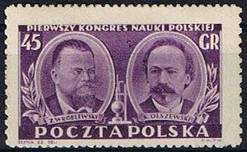 PIERWSZY KONGRES NAUKI POLSKIEJ
45 GR
Z. WRÓBLEWSKI K. OLSZEWSKI
POCZTA POLSKA